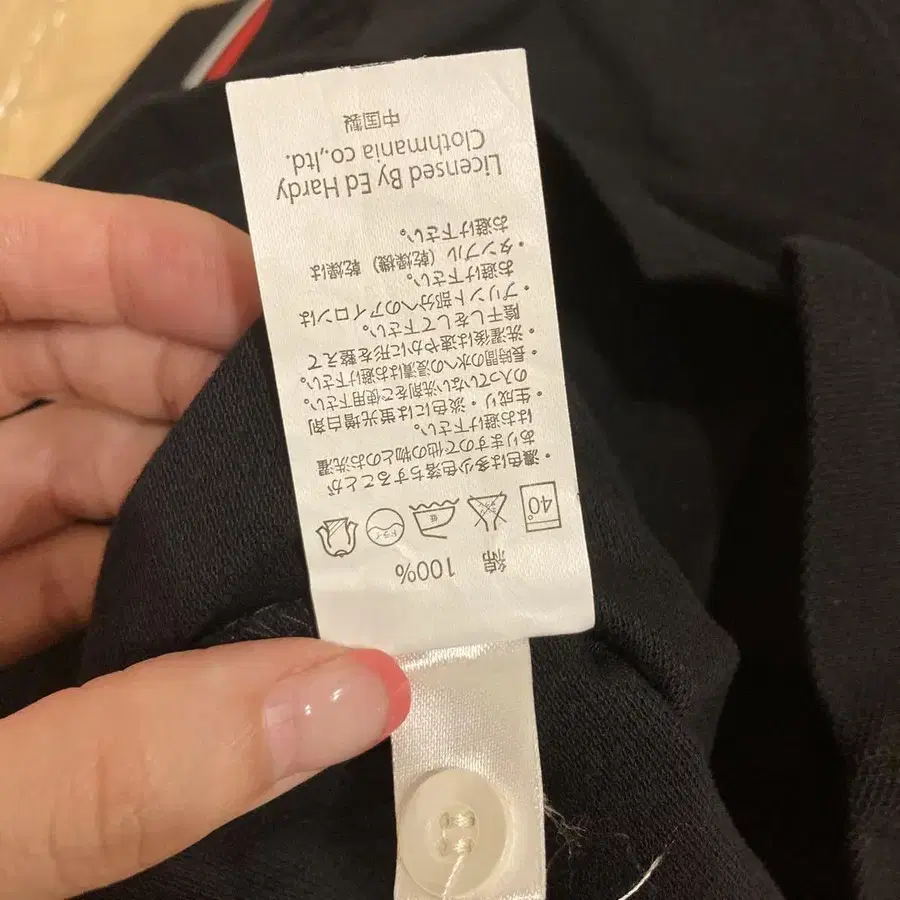 綿 100%
40° 低 ドライ
・濃色は多少色落ちすることが
ありますので他の物とのお洗濯
はお避け下さい。
・生成り・淡色には蛍光増白剤
の入っていない洗剤をご使用下さい。
・長時間の水への浸漬はお避け下さい。
・洗濯後は速やかに形を整えて
陰干しをして下さい。
・プリント部分へのアイロンは
お避け下さい。
・タンブル（乾燥機）乾燥は
お避け下さい。
Licensed By Ed Hardy
Clothmania co.,ltd.
中国製